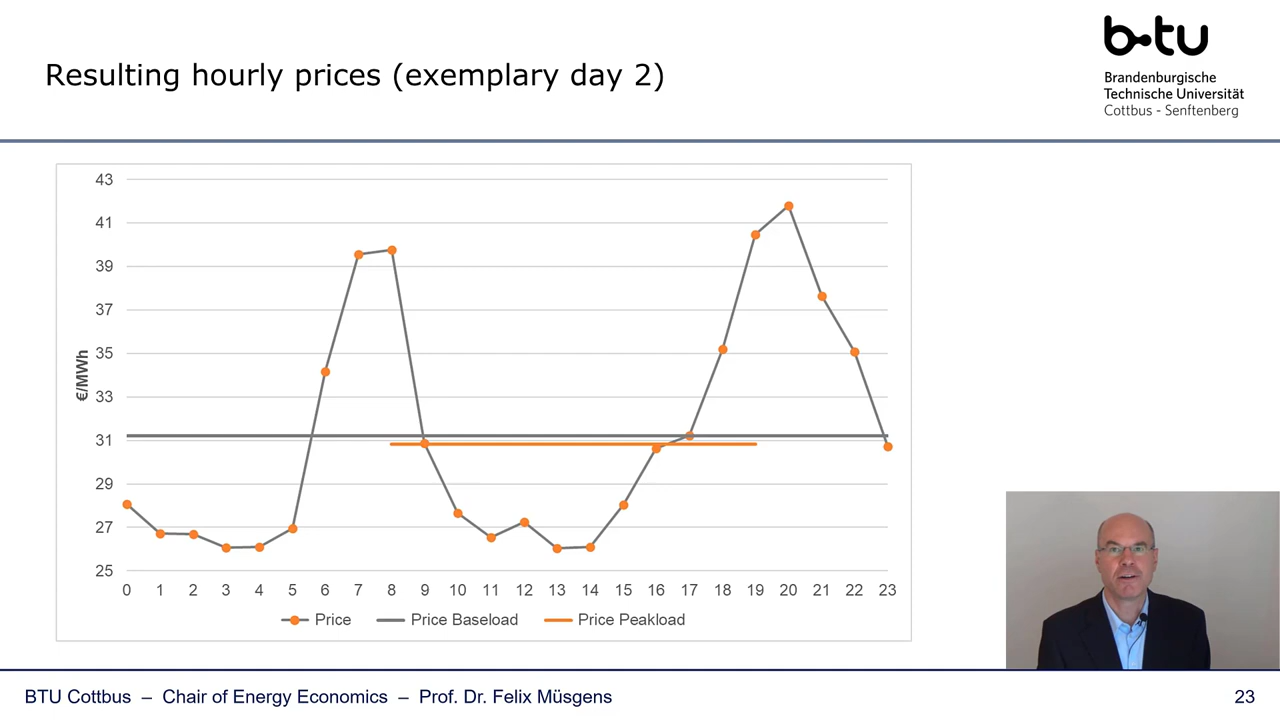 Resulting hourly prices (exemplary day 2)
b-tu
Brandenburgische
Technische Universität
Cottbus - Senftenberg
43
41
39
37
35
33
31
29
27
25
€/MWh
0 1 2 3 4 5 6 7 8 9 10 11 12 13 14 15 16 17 18 19 20 21 22 23
Price Price Baseload Price Peakload
BTU Cottbus – Chair of Energy Economics – Prof. Dr. Felix Müsgens 23